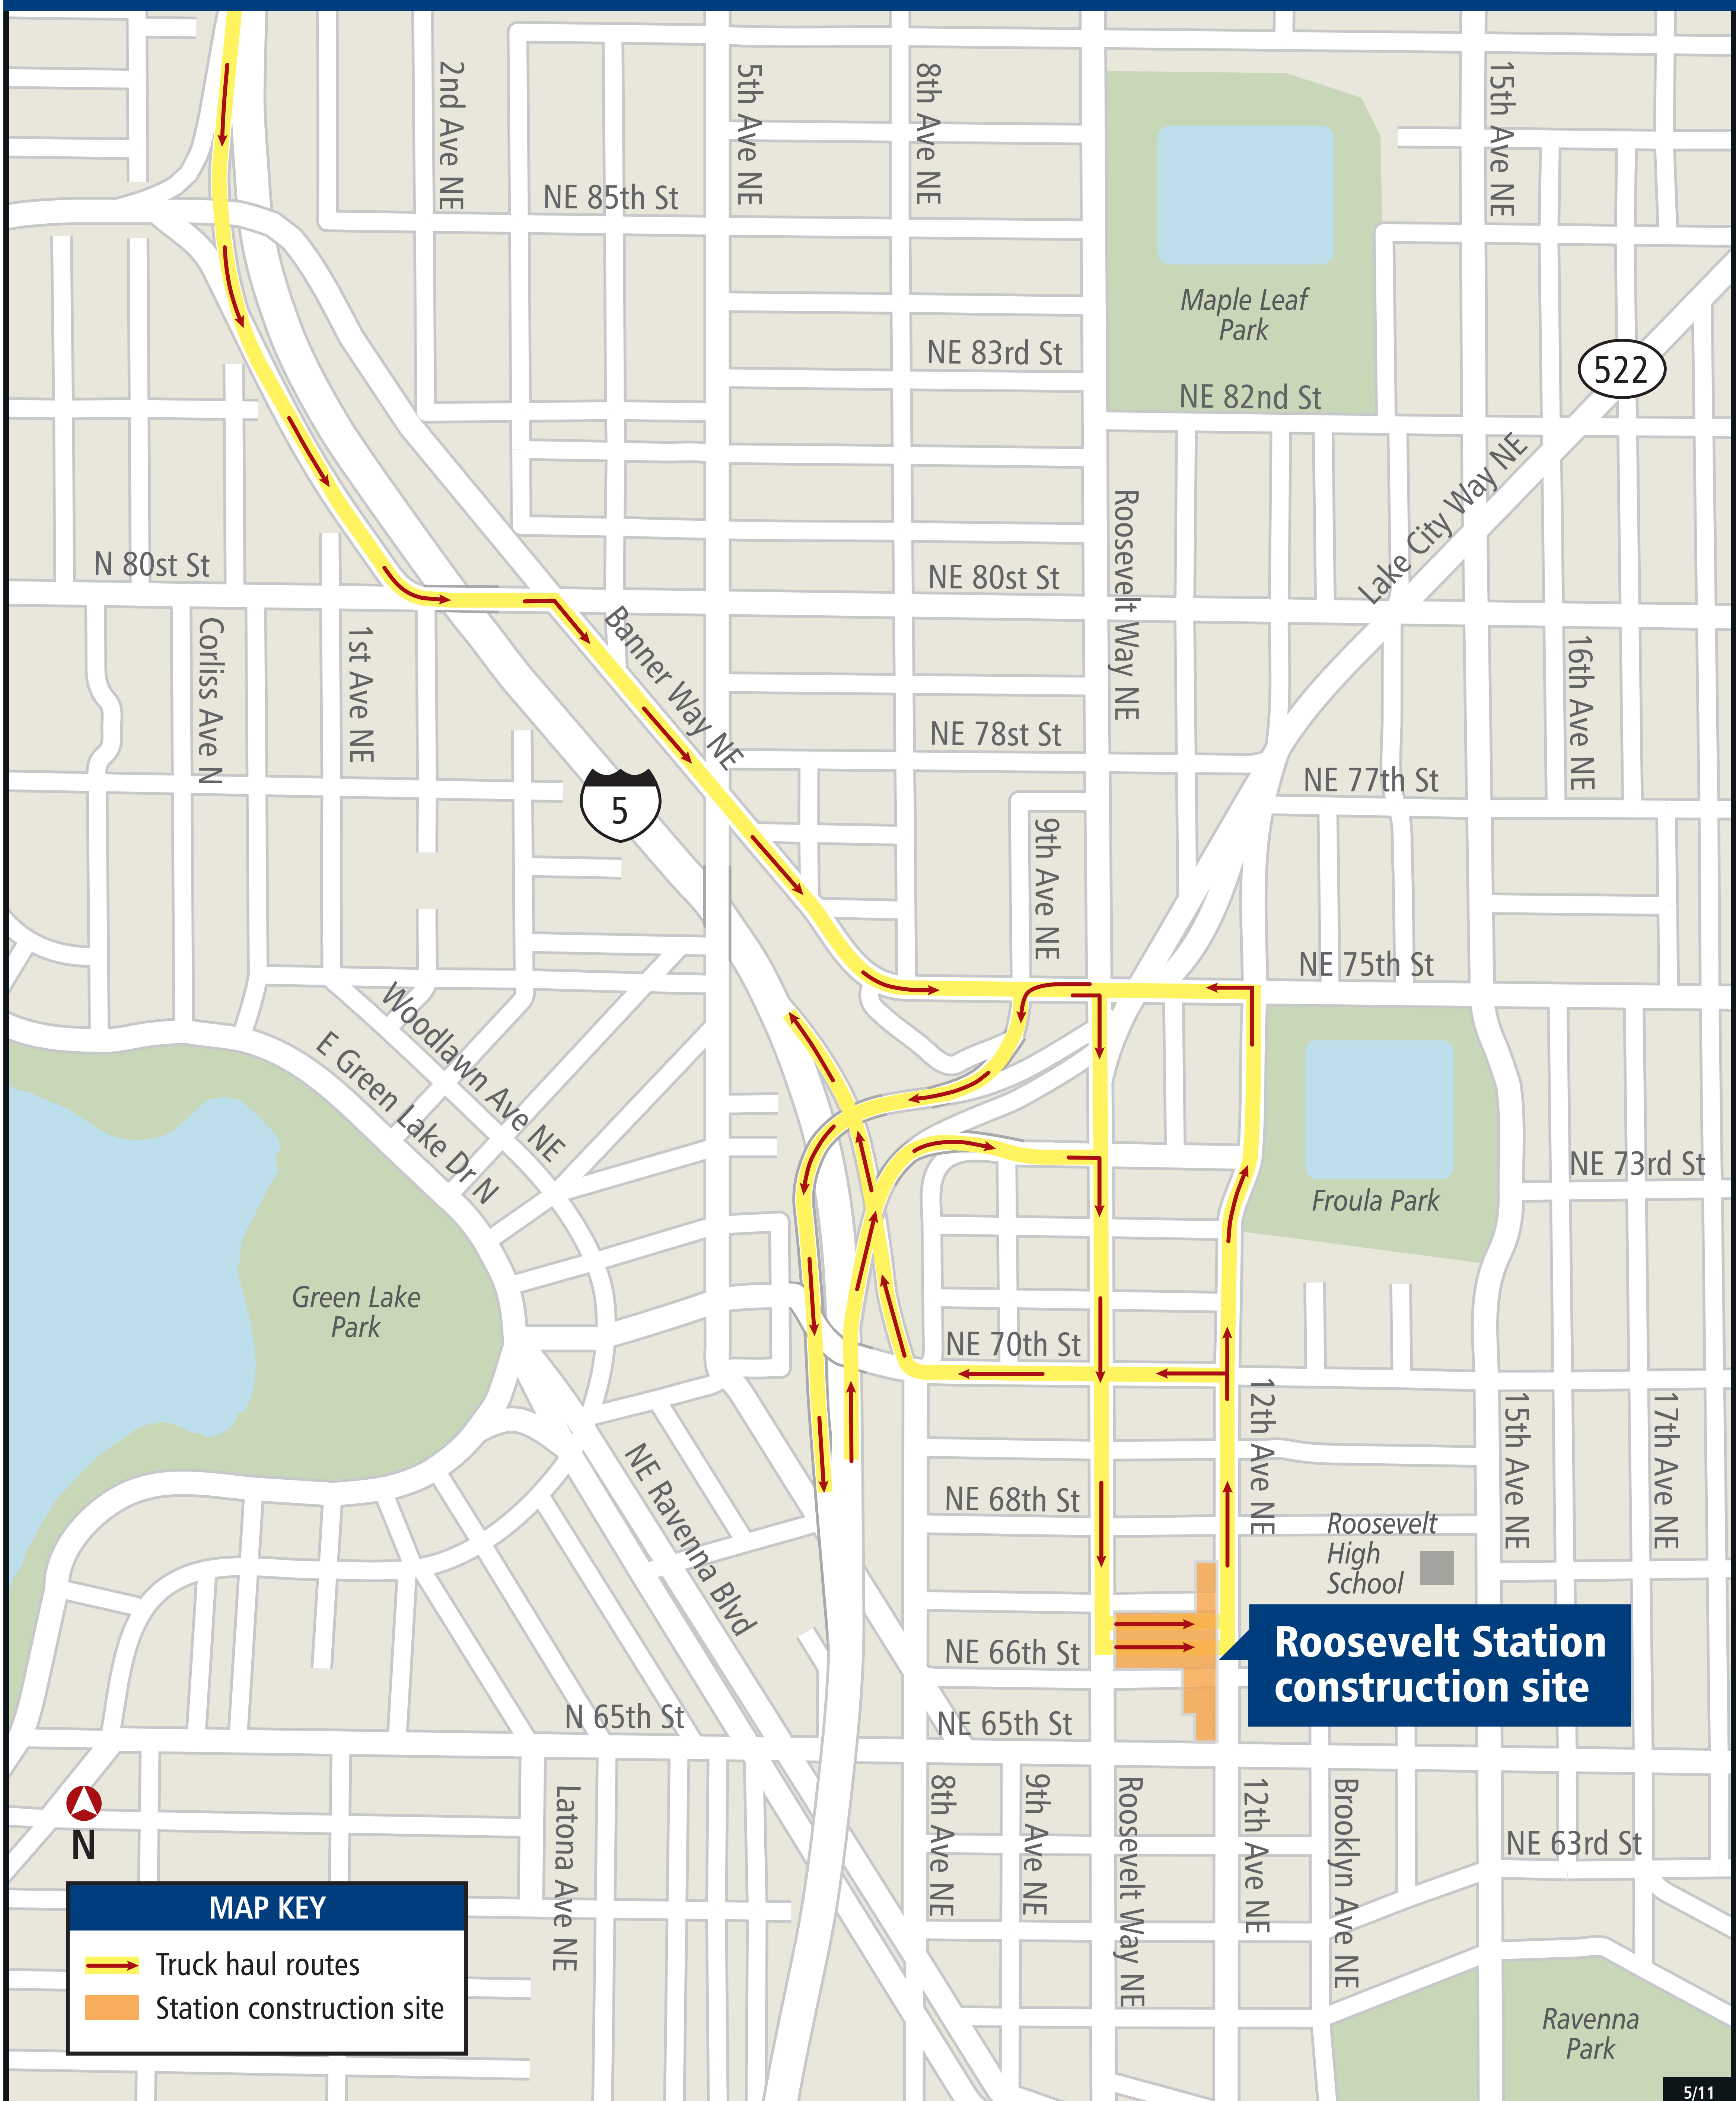 2nd Ave NE
5th Ave NE
8th Ave NE
15th Ave NE
NE 85th St
Maple Leaf
Park
NE 83rd St
522
NE 82nd St
Lake City Way NE
Roosevelt Way NE
N 80st St
NE 80st St
Banner Way NE
Corliss Ave N
1st Ave NE
16th Ave NE
NE 78st St
NE 77th St
5
9th Ave NE
NE 75th St
Woodlawn Ave NE
E Green Lake Dr N
NE 73rd St
Froula Park
Green Lake
Park
NE 70th St
12th Ave NE
15th Ave NE
17th Ave NE
NE Ravenna Blvd
NE 68th St
Roosevelt
High
School
NE 66th St
Roosevelt Station
construction site
N 65th St
NE 65th St
N
Latona Ave NE
8th Ave NE
9th Ave NE
Roosevelt Way NE
12th Ave NE
Brooklyn Ave NE
NE 63rd St
MAP KEY
Truck haul routes
Station construction site
Ravenna
Park
5/11